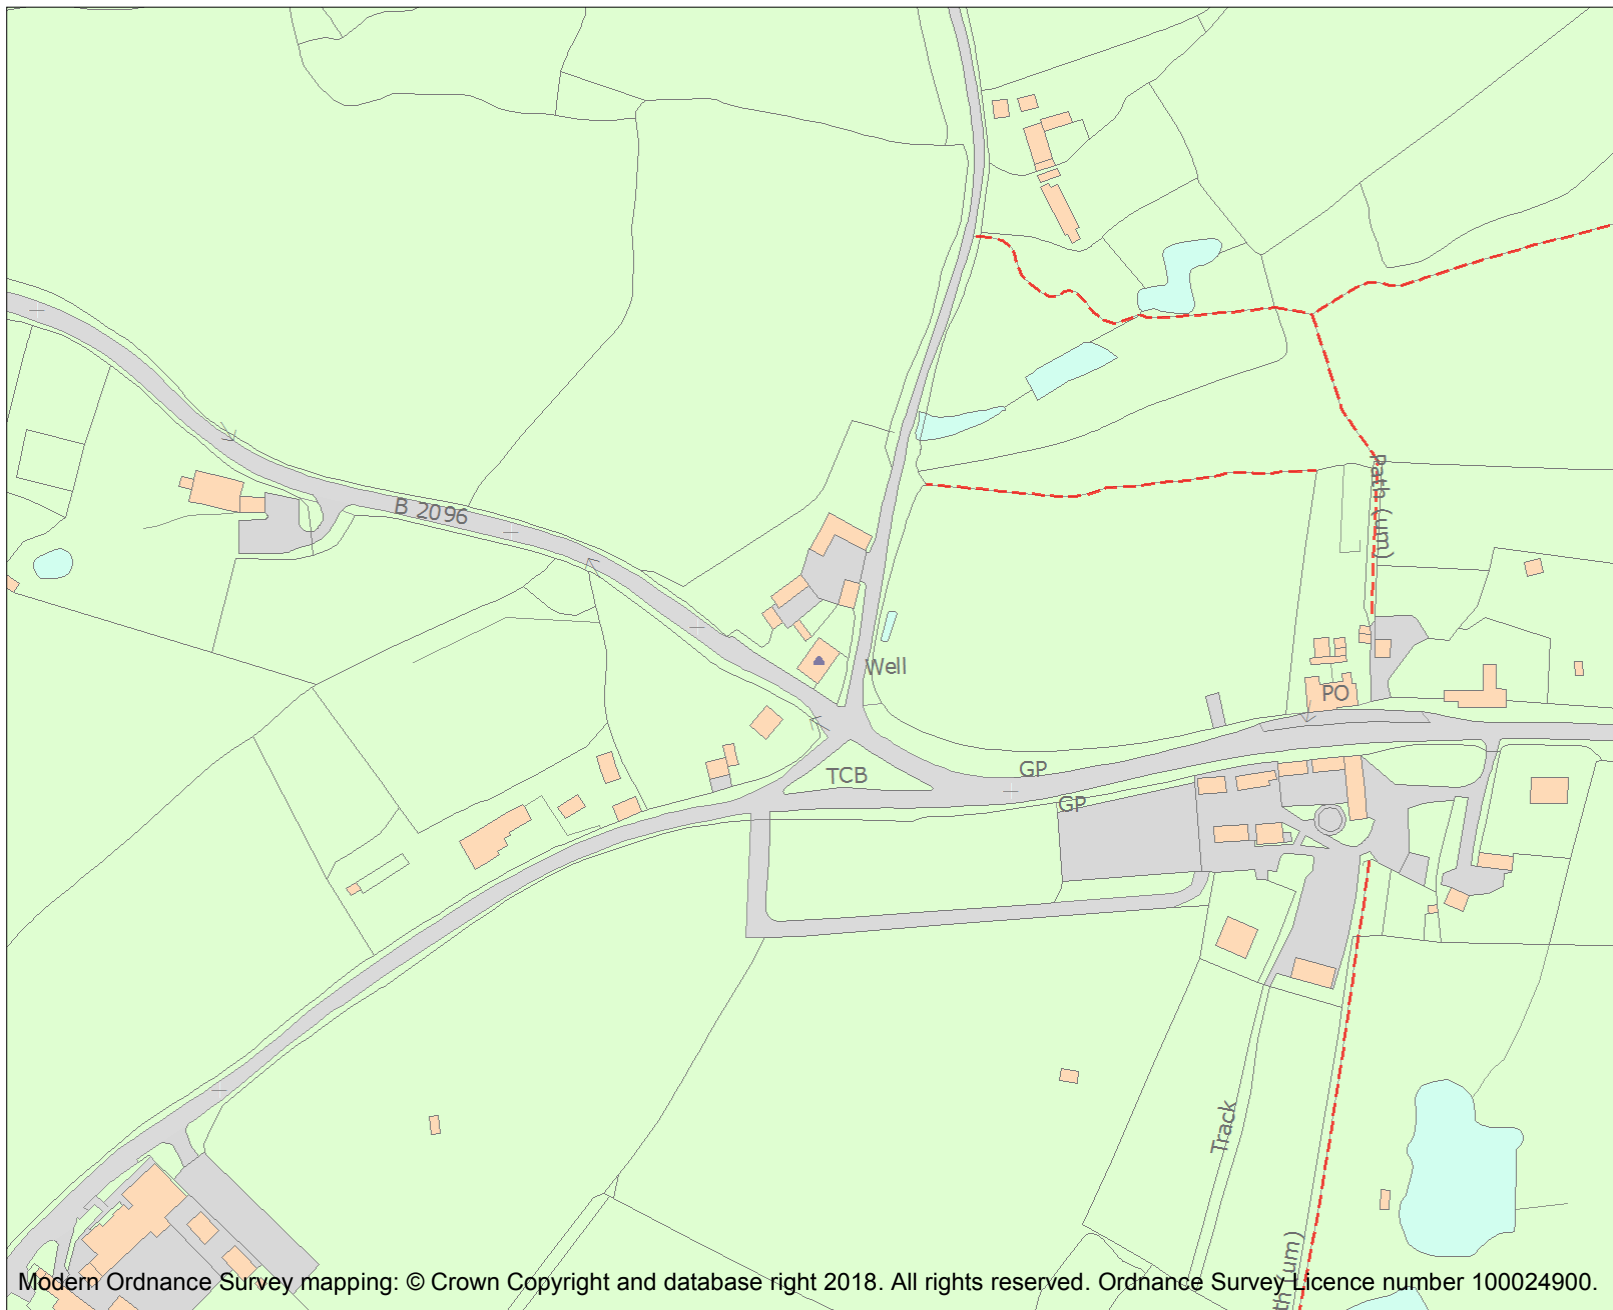 Path (um)
B 2096
Well
PO
TCB
GP
GP
Track
(um)
Modern Ordnance Survey mapping: © Crown Copyright and database right 2018. All rights reserved. Ordnance Survey Licence number 100024900.